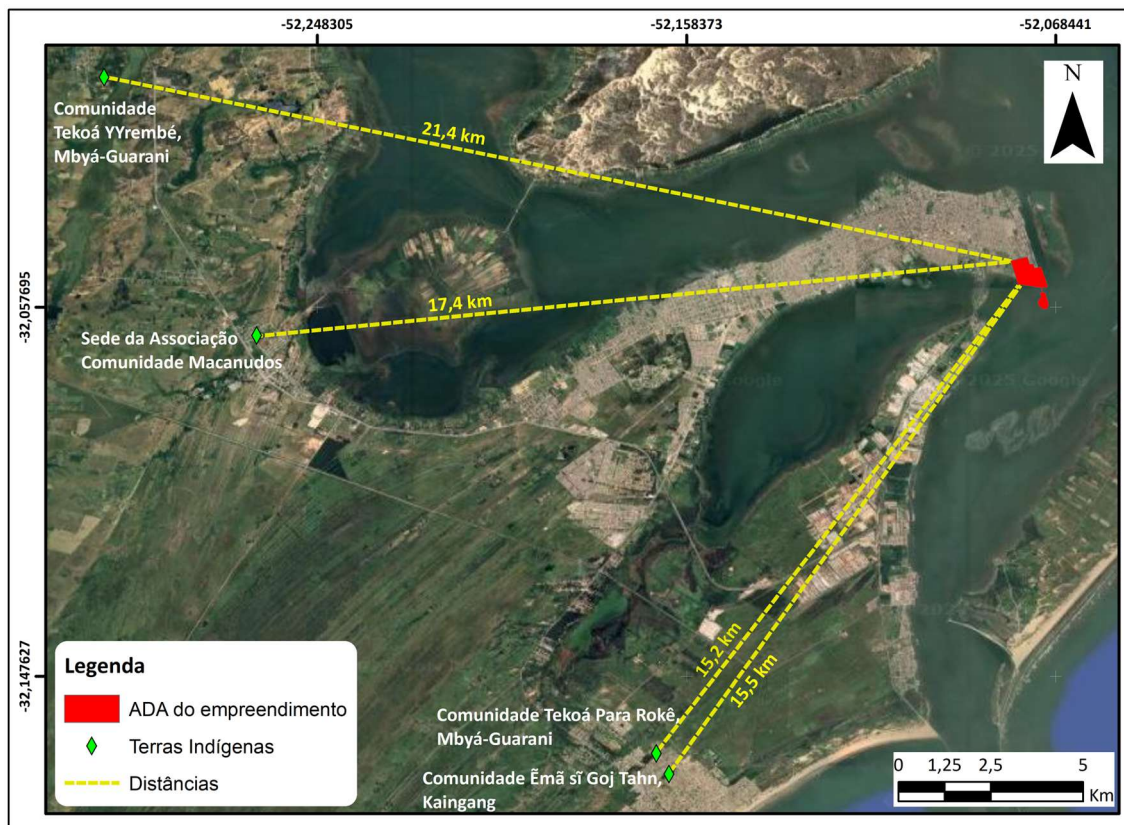 -52,248305
-52,158373
-52,068441
N
Comunidade
Tekoá YYrembé,
Mbyá-Guarani
21,4 km
2025
-32,057695
17,4 km
Sede da Associação
Comunidade Macanudos
2025 Google
-32,147627
15,2 km
15,5 km
Comunidade Tekoá Para Rokê,
Mbyá-Guarani
Comunidade Ẽmã sĩ Goj Tahn,
Kaingang
Legenda
ADA do empreendimento
Terras Indígenas
Distâncias
0 1,25 2,5 5
Km